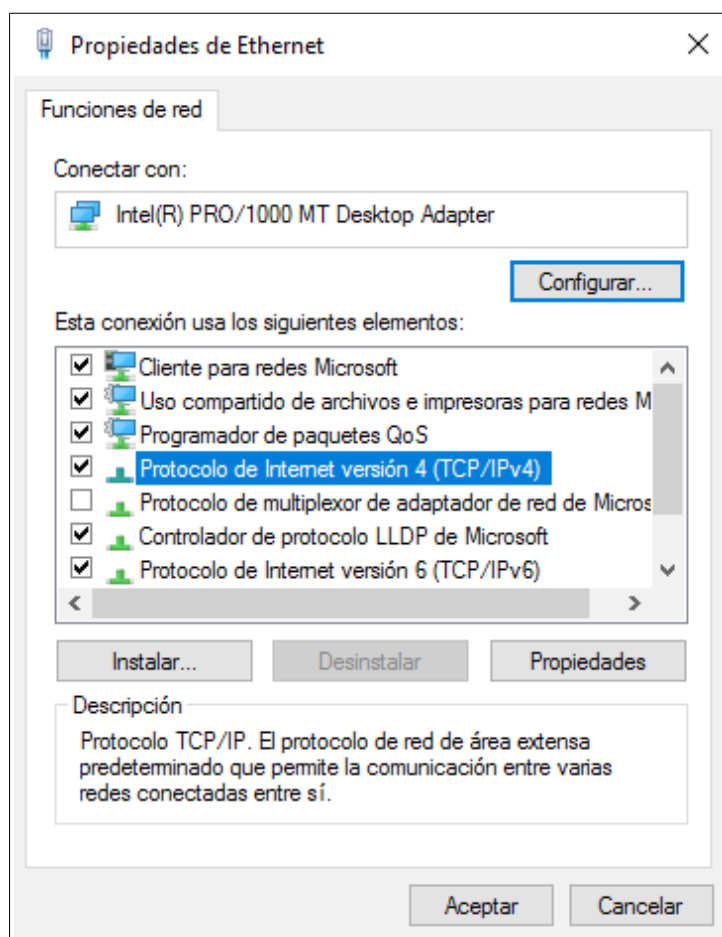 Propiedades de Ethernet
Funciones de red
Conectar con:
Intel(R) PRO/1000 MT Desktop Adapter
Configurar...
Esta conexión usa los siguientes elementos:
Cliente para redes Microsoft
Uso compartido de archivos e impresoras para redes M
Programador de paquetes QoS
Protocolo de Internet versión 4 (TCP/IPv4)
Protocolo de multiplexor de adaptador de red de Micros
Controlador de protocolo LLDP de Microsoft
Protocolo de Internet versión 6 (TCP/IPv6)
Instalar...
Desinstalar
Propiedades
Descripción
Protocolo TCP/IP. El protocolo de red de área extensa
predeterminado que permite la comunicación entre varias
redes conectadas entre sí.
Aceptar
Cancelar